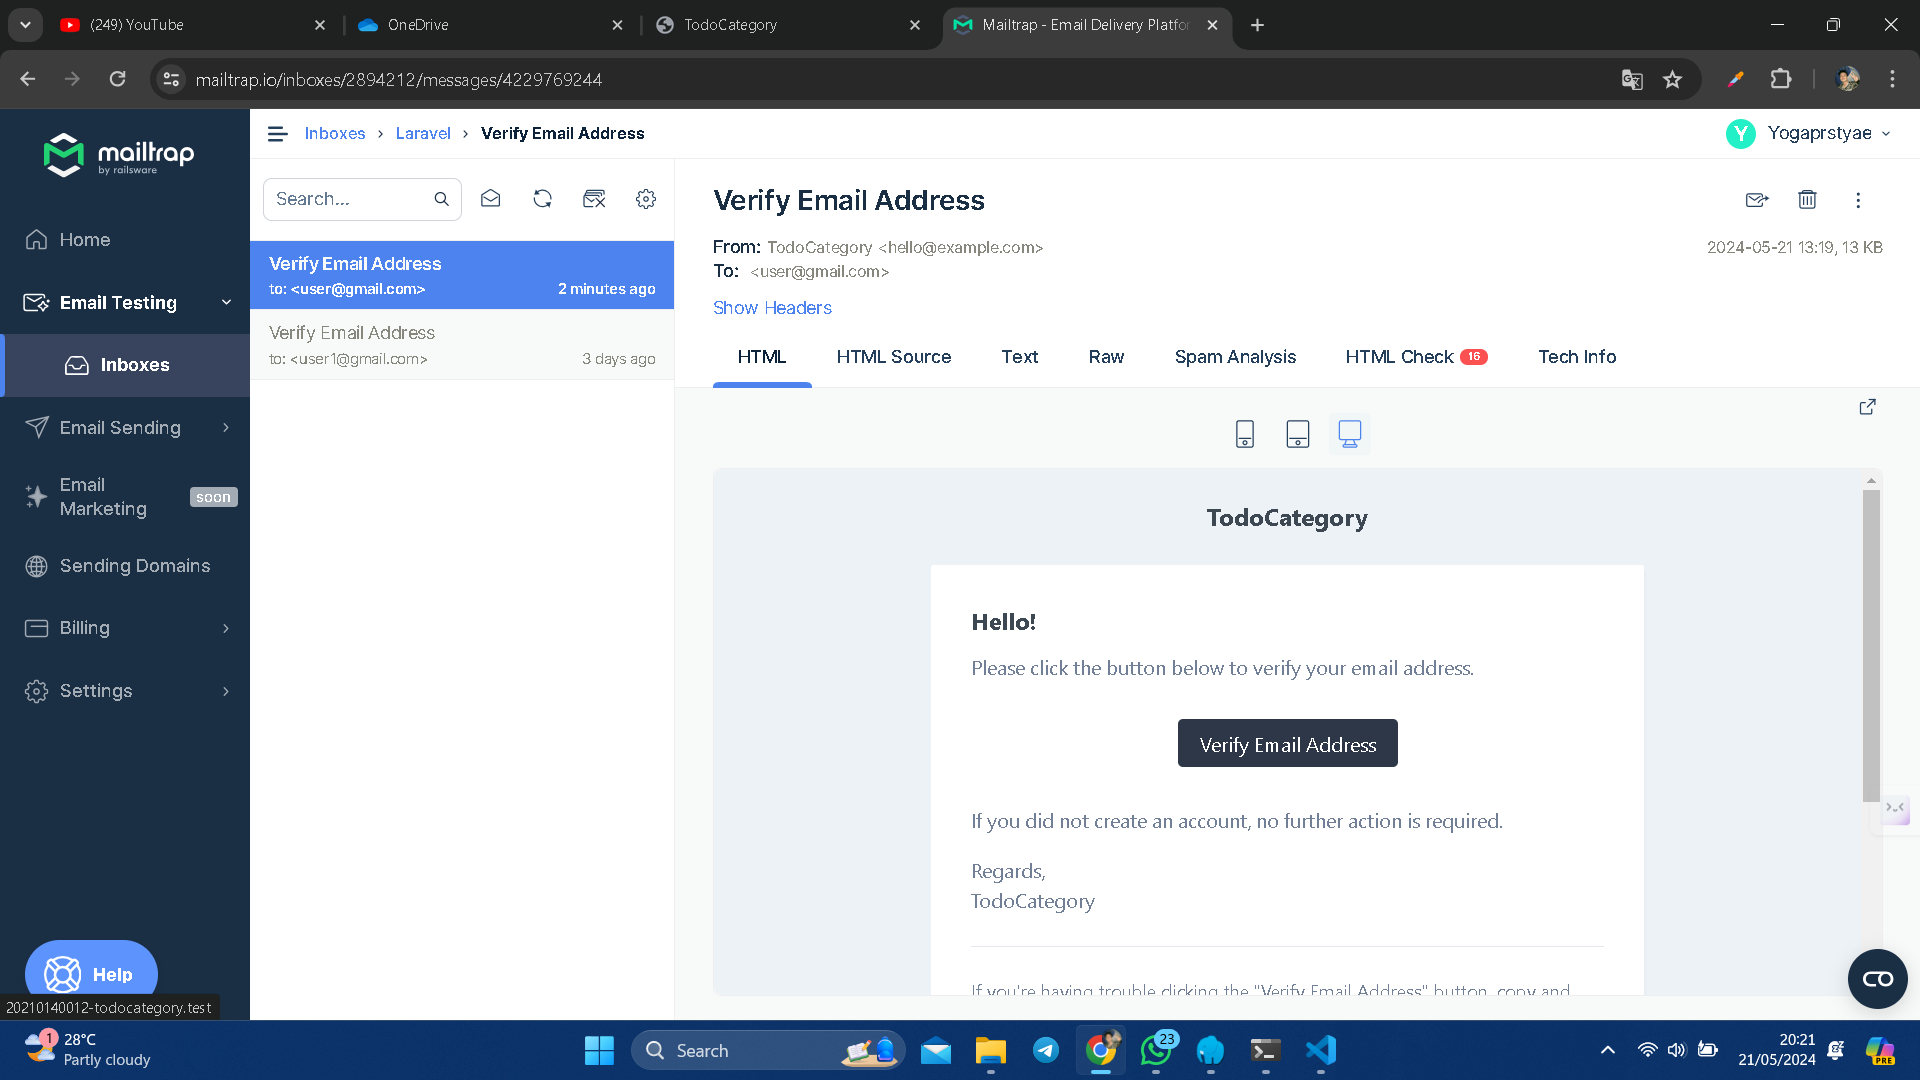 (249) YouTube
OneDrive
TodoCategory
Mailtrap - Email Delivery Platfor
mailtrap.io/inboxes/2894212/messages/4229769244
mailtrap
by railsware
Inboxes › Laravel › Verify Email Address
Y Yogaprstyae
Home
Email Testing
Inboxes
Email Sending
Email
Marketing
soon
Sending Domains
Billing
Settings
Help
20210140012-todocategory.test
Search...
Verify Email Address
to: <user@gmail.com> 2 minutes ago
Verify Email Address
to: <user1@gmail.com> 3 days ago
Verify Email Address
From: TodoCategory <hello@example.com>
2024-05-21 13:19, 13 KB
To: <user@gmail.com>
Show Headers
HTML HTML Source Text Raw Spam Analysis HTML Check 16 Tech Info
TodoCategory
Hello!
Please click the button below to verify your email address.
Verify Email Address
If you did not create an account, no further action is required.
Regards,
TodoCategory
If you're having trouble clicking the "Verify Email Address" button, copy and
1
28°C
Partly cloudy
Search
23
20:21
21/05/2024
PRE